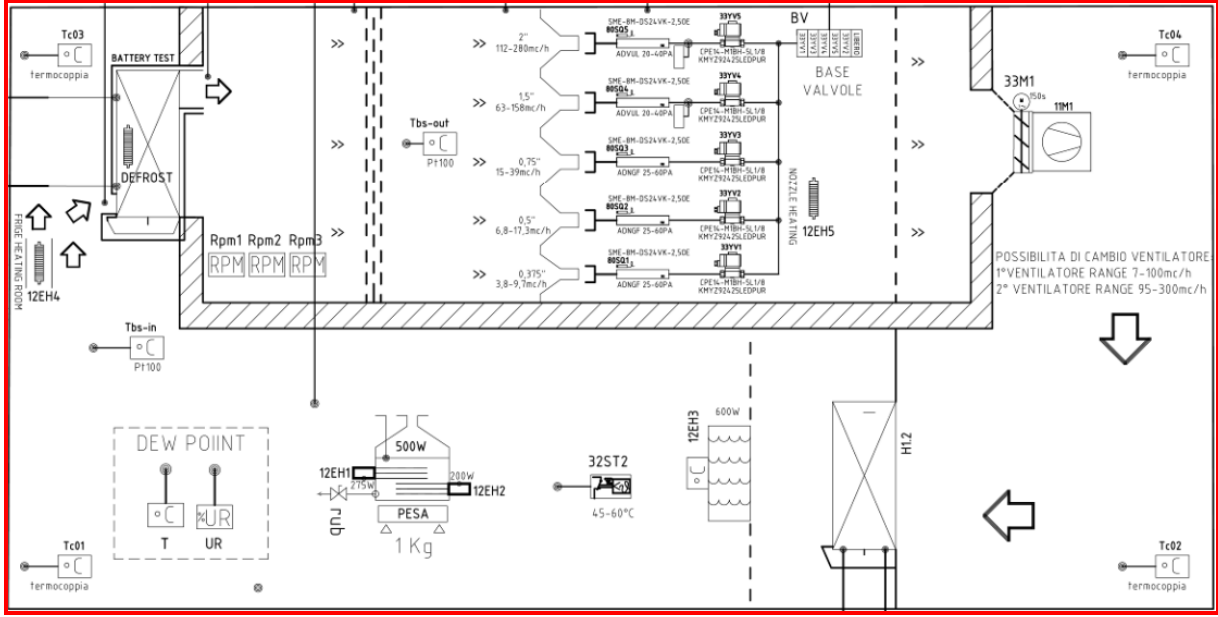 Tc03
termocoppia
BATTERY TEST
DEFROST
FRIGE HEATING ROOM
12EH4
Rpm1 Rpm2 Rpm3
RPM RPM RPM
Tbs-out
Pt100
2"
112-280mc/h
SME-8M-DS24VK-2,50E
80SQ5
ADVUL 20-40PA
33YV5
CPE14-M1BH-5L1/8
KMYZ9242SLEDPUR
1,5"
63-158mc/h
SME-8M-DS24VK-2,50E
80SQ4
ADVUL 20-40PA
33YV4
CPE14-M1BH-5L1/8
KMYZ9242SLEDPUR
0,75"
15-39mc/h
SME-8M-DS24VK-2,50E
80SQ3
ADNGF 25-60PA
33YV3
CPE14-M1BH-5L1/8
KMYZ9242SLEDPUR
0,5"
6,8-17,3mc/h
SME-8M-DS24VK-2,50E
80SQ2
ADNGF 25-60PA
33YV2
CPE14-M1BH-5L1/8
KMYZ9242SLEDPUR
0,375"
3,8-9,7mc/h
SME-8M-DS24VK-2,50E
80SQ1
ADNGF 25-60PA
33YV1
CPE14-M1BH-5L1/8
KMYZ9242SLEDPUR
BV
LIBERO
BASE
VALVOLE
NOZZLE HEATING
12EH5
33M1
150s
11M1
Tc04
termocoppia
POSSIBILITA DI CAMBIO VENTILATORE:
1°VENTILATORE RANGE 7-100mc/h
2° VENTILATORE RANGE 95-300mc/h
Tbs-in
Pt100
DEW POIINT
°C
%UR
T
UR
Tc01
termocoppia
500W
12EH1
275W
200W
12EH2
rub
PESA
1 Kg
32ST2
45-60°C
12EH3
600W
H1.2
Tc02
termocoppia